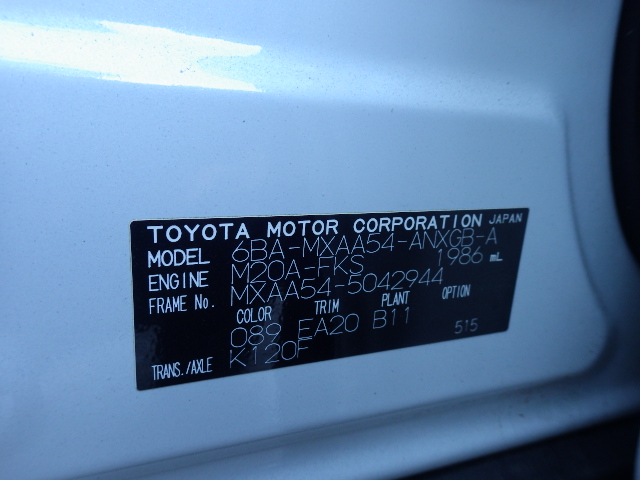 TOYOTA MOTOR CORPORATION JAPAN
MODEL 6BA-MXAA54-ANXGB-A
ENGINE M20A-FKS 1986 mL
FRAME No. MXAA54-5042944
COLOR TRIM PLANT OPTION
089 EA20 B11 515
TRANS./AXLE K120F